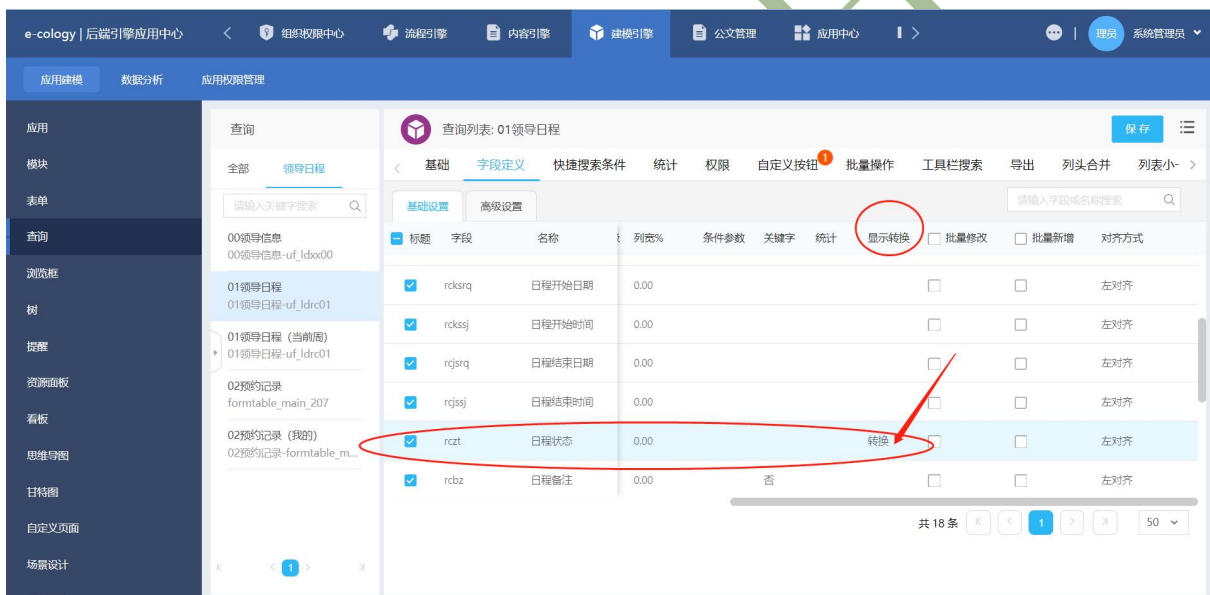 e-cology | 后端引擎应用中心 组织权限中心 流程引擎 内容引擎 建模引擎 公文管理 应用中心 理员 系统管理员
应用建模 数据分析 应用权限管理
应用
模块
表单
查询
浏览框
树
提醒
资源面板
看板
思维导图
甘特图
自定义页面
场景设计
查询
全部 领导日程
请输入关键字搜索
00领导信息
00领导信息-uf_ldxx00
01领导日程
01领导日程-uf_ldrc01
01领导日程（当前周）
01领导日程-uf_ldrc01
02预约记录
formtable_main_207
02预约记录（我的）
02预约记录-formtable_m...
1
查询列表: 01领导日程 保存
基础 字段定义 快捷搜索条件 统计 权限 自定义按钮 1 批量操作 工具栏搜索 导出 列头合并 列表小-
基础设置 高级设置 请输入字段或名称搜索
标题 字段 名称 列宽% 条件参数 关键字 统计 显示转换 批量修改 批量新增 对齐方式
rcksrq 日程开始日期 0.00 左对齐
rckssj 日程开始时间 0.00 左对齐
rcjsrq 日程结束日期 0.00 左对齐
rcjssj 日程结束时间 0.00 左对齐
rczt 日程状态 0.00 转换 左对齐
rcbz 日程备注 0.00 否 左对齐
共18条 1 50